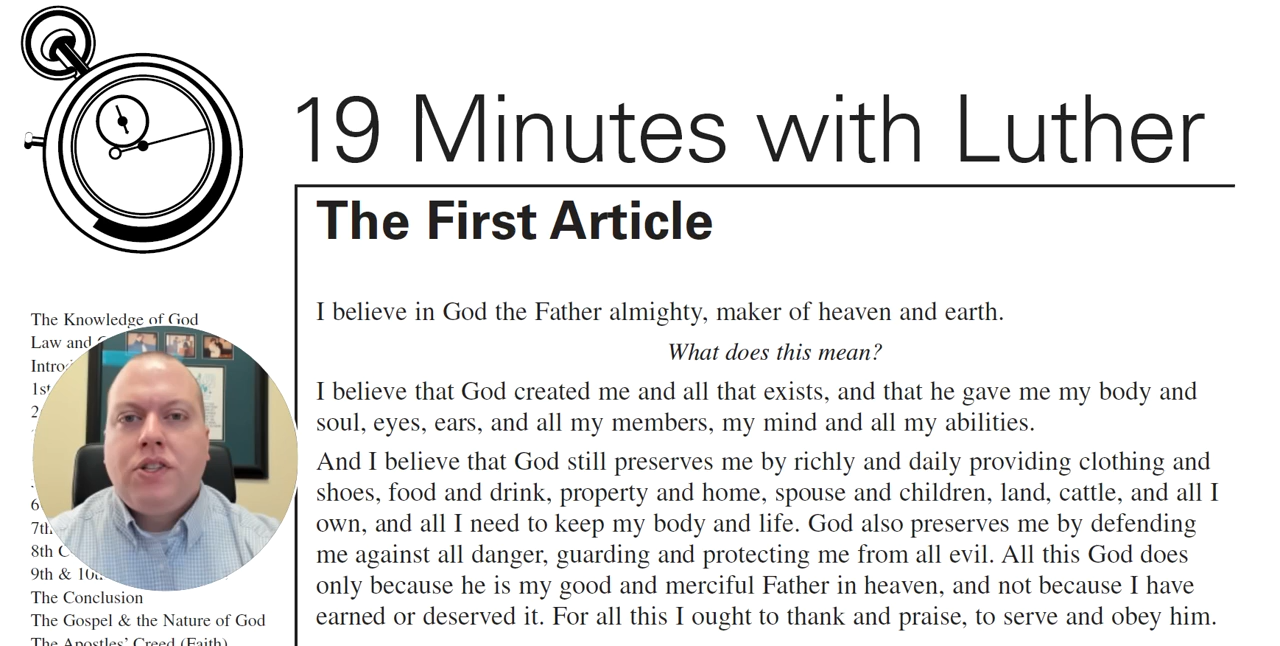 19 Minutes with Luther
The First Article
I believe in God the Father almighty, maker of heaven and earth.
What does this mean?
I believe that God created me and all that exists, and that he gave me my body and
soul, eyes, ears, and all my members, my mind and all my abilities.
And I believe that God still preserves me by richly and daily providing clothing and
shoes, food and drink, property and home, spouse and children, land, cattle, and all I
own, and all I need to keep my body and life. God also preserves me by defending
me against all danger, guarding and protecting me from all evil. All this God does
only because he is my good and merciful Father in heaven, and not because I have
earned or deserved it. For all this I ought to thank and praise, to serve and obey him.
The Knowledge of God
Law and
1st
7th
8th
9th &
The Conclusion
The Gospel & the Nature of God
The Apostles' Creed (Faith)